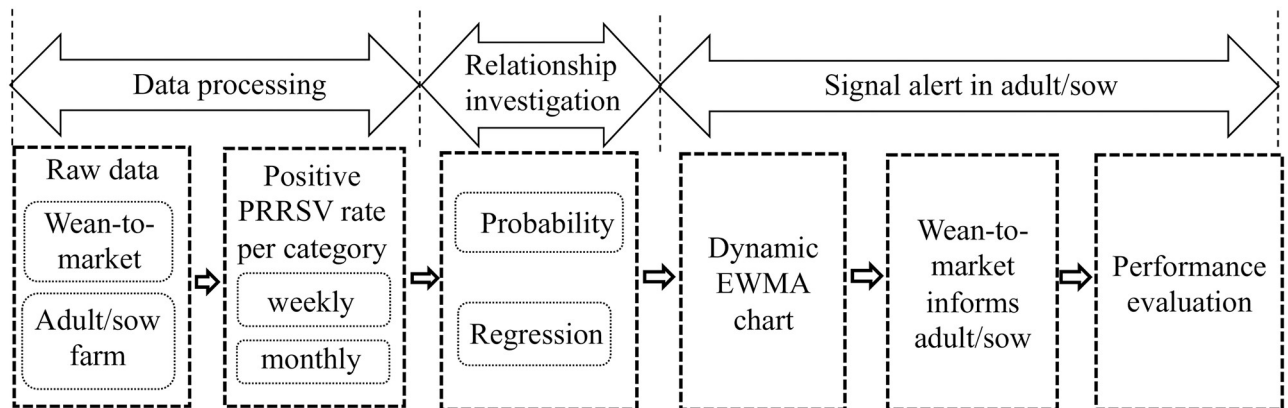 Data processing
Relationship
investigation
Signal alert in adult/sow
Raw data
Wean-to-
market
Adult/sow
farm
Positive
PRRSV rate
per category
weekly
monthly
Probability
Regression
Dynamic
EWMA
chart
Wean-to-
market
informs
adult/sow
Performance
evaluation